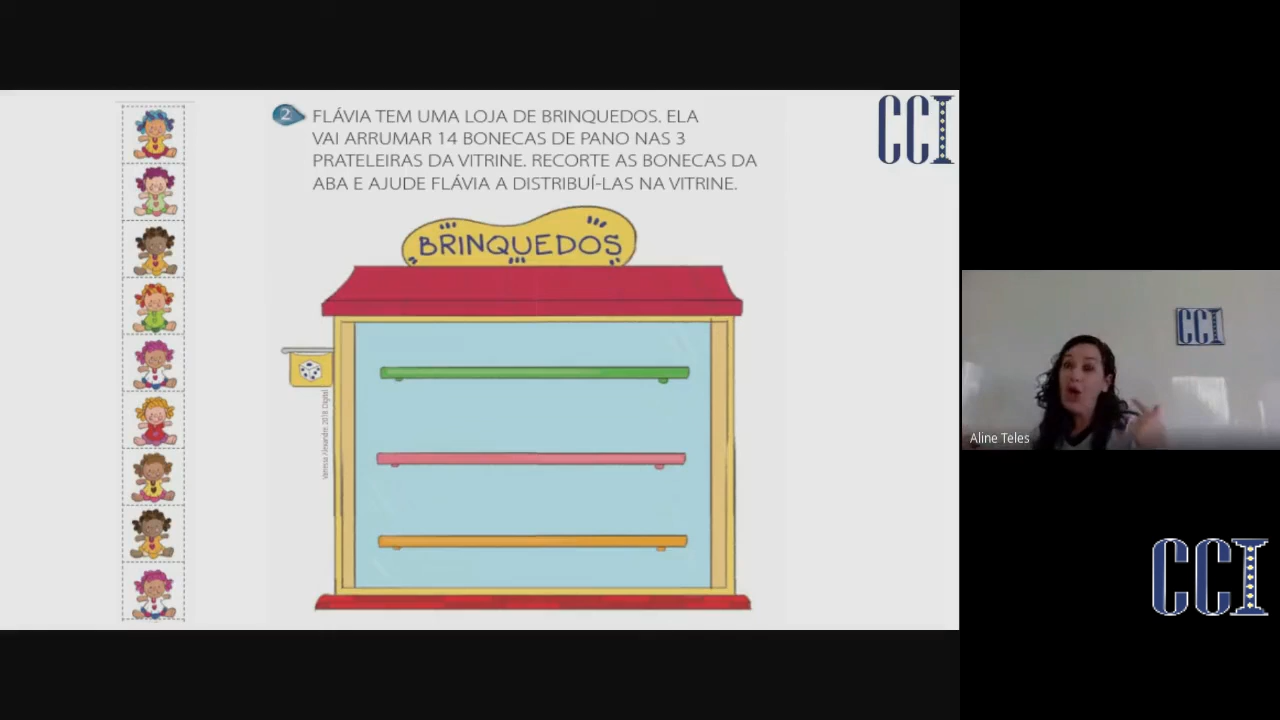 2 FLÁVIA TEM UMA LOJA DE BRINQUEDOS. ELA
VAI ARRUMAR 14 BONECAS DE PANO NAS 3
PRATELEIRAS DA VITRINE. RECORTE AS BONECAS DA
ABA E AJUDE FLÁVIA A DISTRIBUÍ-LAS NA VITRINE.
BRINQUEDOS
CCI
CCI
Aline Teles
CCI